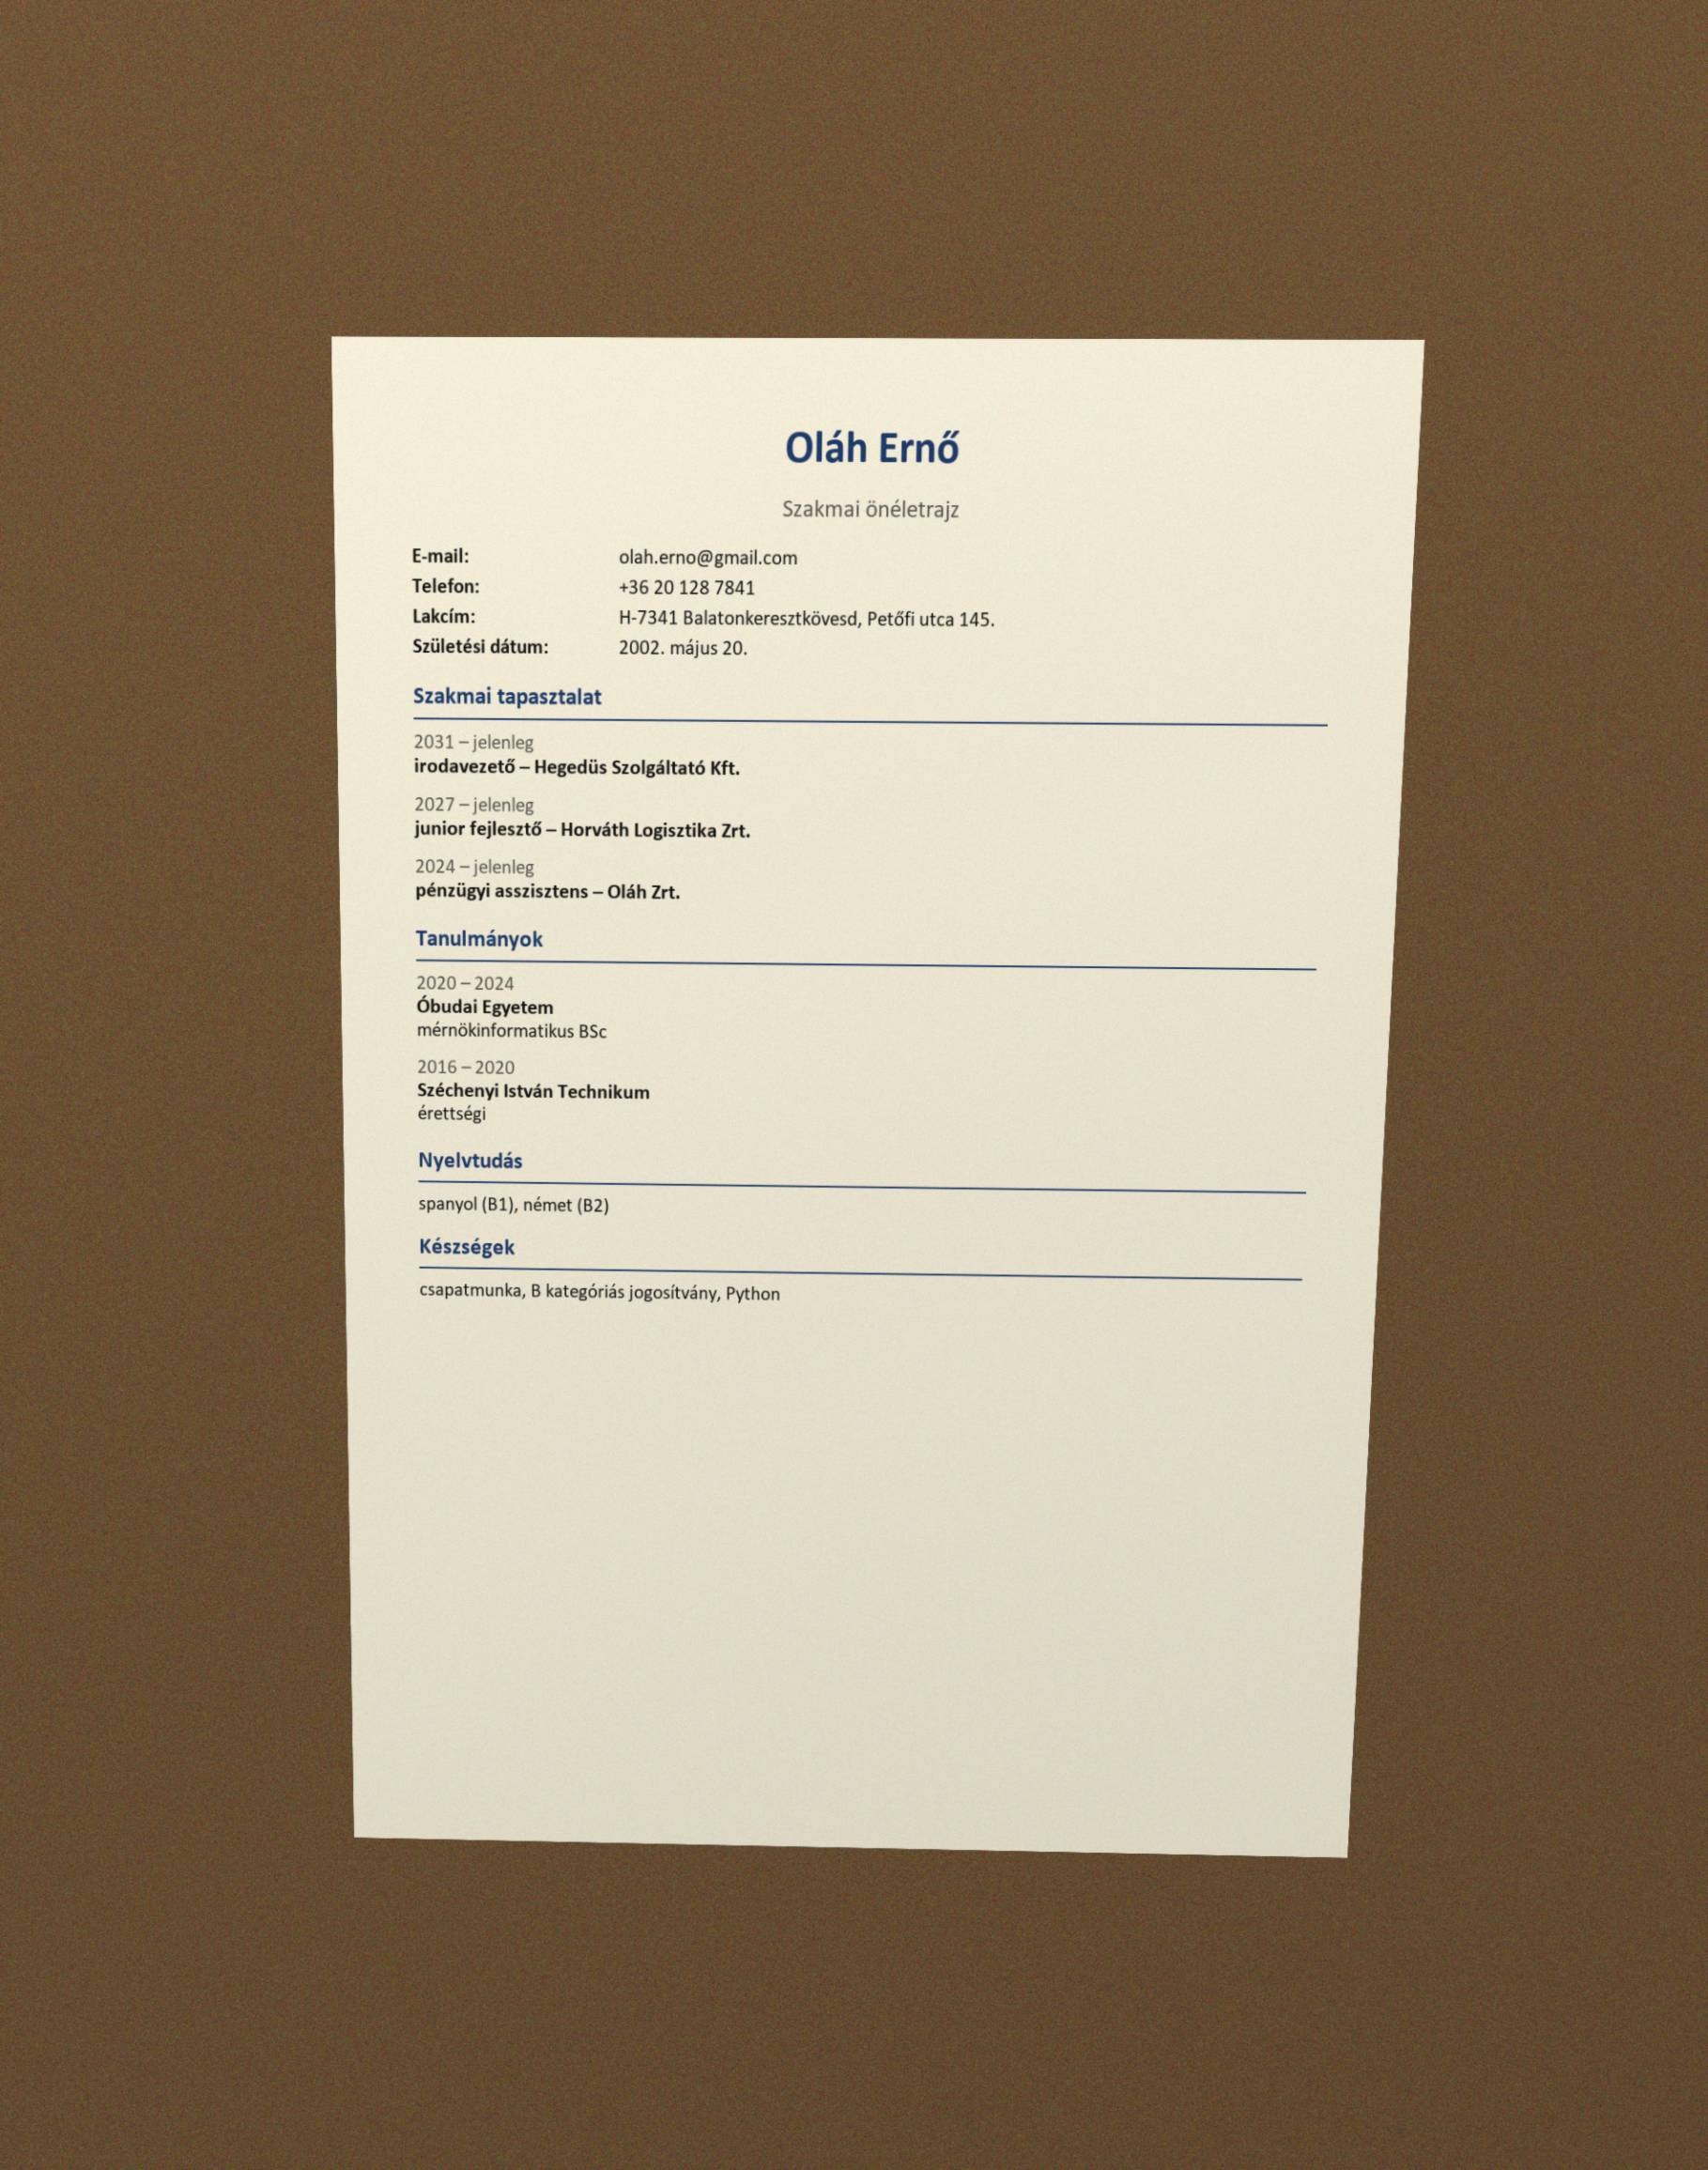 Oláh Ernő
Szakmai önéletrajz
E-mail: olah.erno@gmail.com
Telefon: +36 20 128 7841
Lakcím: H-7341 Balatonkeresztkövesd, Petőfi utca 145.
Születési dátum: 2002. május 20.
Szakmai tapasztalat
2031 – jelenleg
irodavezető – Hegedüs Szolgáltató Kft.
2027 – jelenleg
junior fejlesztő – Horváth Logisztika Zrt.
2024 – jelenleg
pénzügyi asszisztens – Oláh Zrt.
Tanulmányok
2020 – 2024
Óbudai Egyetem
mérnökinformatikus BSc
2016 – 2020
Széchenyi István Technikum
érettségi
Nyelvtudás
spanyol (B1), német (B2)
Készségek
csapatmunka, B kategóriás jogosítvány, Python